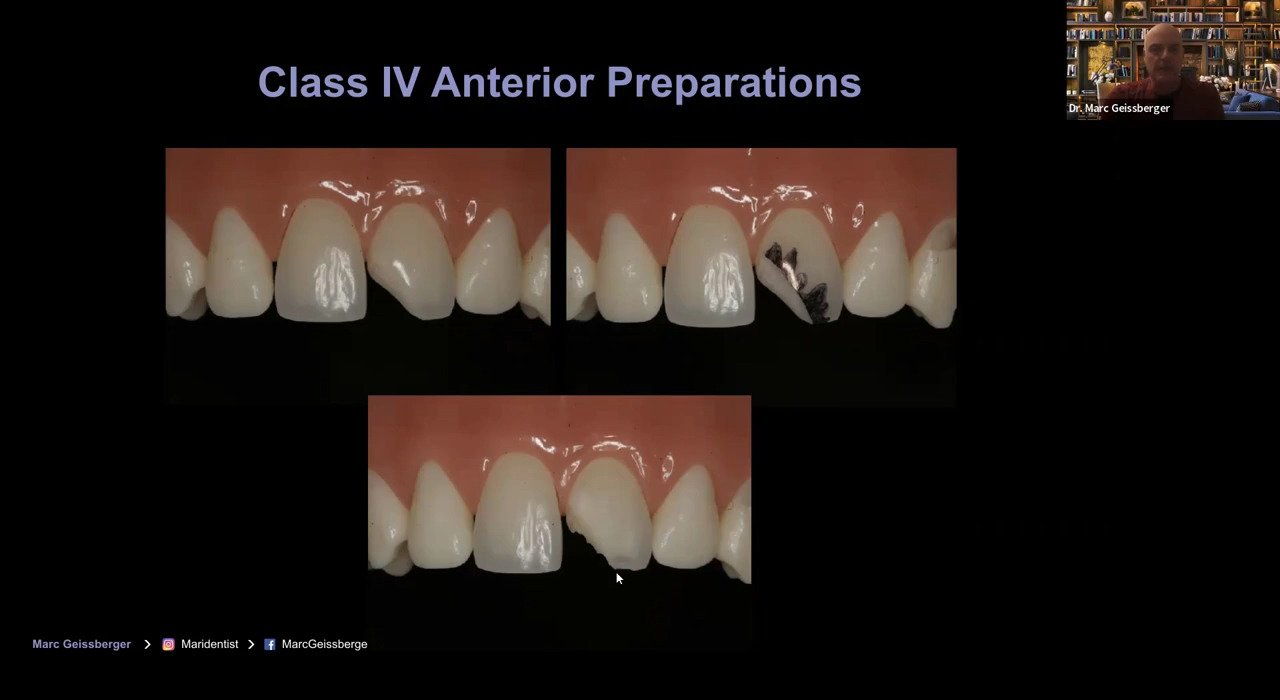 Class IV Anterior Preparations
Dr. Marc Geissberger
Marc Geissberger > Maridentist > MarcGeissberge